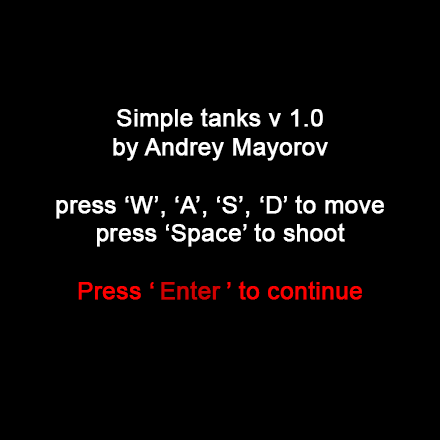 Simple tanks v 1.0
by Andrey Mayorov
press ‘W’, ‘A’, ‘S’, ‘D’ to move
press ‘Space’ to shoot
Press ‘ Enter ’ to continue